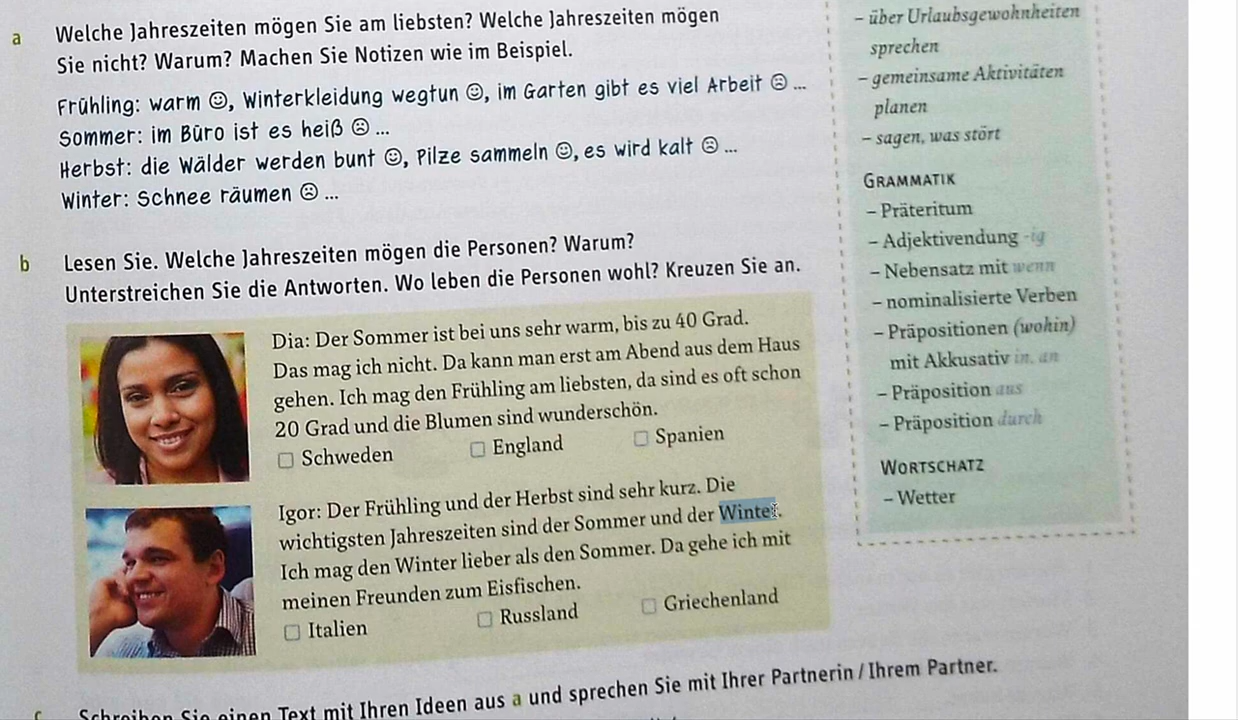 a Welche Jahreszeiten mögen Sie am liebsten? Welche Jahreszeiten mögen
Sie nicht? Warum? Machen Sie Notizen wie im Beispiel.
Frühling: warm ☺, Winterkleidung wegtun ☺, im Garten gibt es viel Arbeit ☹ ...
Sommer: im Büro ist es heiß ☹ ...
Herbst: die Wälder werden bunt ☺, Pilze sammeln ☺, es wird kalt ☹ ...
Winter: Schnee räumen ☹ ...
b Lesen Sie. Welche Jahreszeiten mögen die Personen? Warum?
Unterstreichen Sie die Antworten. Wo leben die Personen wohl? Kreuzen Sie an.
Dia: Der Sommer ist bei uns sehr warm, bis zu 40 Grad.
Das mag ich nicht. Da kann man erst am Abend aus dem Haus
gehen. Ich mag den Frühling am liebsten, da sind es oft schon
20 Grad und die Blumen sind wunderschön.
☐ Schweden ☐ England ☐ Spanien
Igor: Der Frühling und der Herbst sind sehr kurz. Die
wichtigsten Jahreszeiten sind der Sommer und der Winter.
Ich mag den Winter lieber als den Sommer. Da gehe ich mit
meinen Freunden zum Eisfischen.
☐ Italien ☐ Russland ☐ Griechenland
c Schreiben Sie einen Text mit Ihren Ideen aus a und sprechen Sie mit Ihrer Partnerin / Ihrem Partner.
– über Urlaubsgewohnheiten
sprechen
– gemeinsame Aktivitäten
planen
– sagen, was stört
GRAMMATIK
– Präteritum
– Adjektivendung -ig
– Nebensatz mit wenn
– nominalisierte Verben
– Präpositionen (wohin)
mit Akkusativ in, an
– Präposition aus
– Präposition durch
WORTSCHATZ
– Wetter